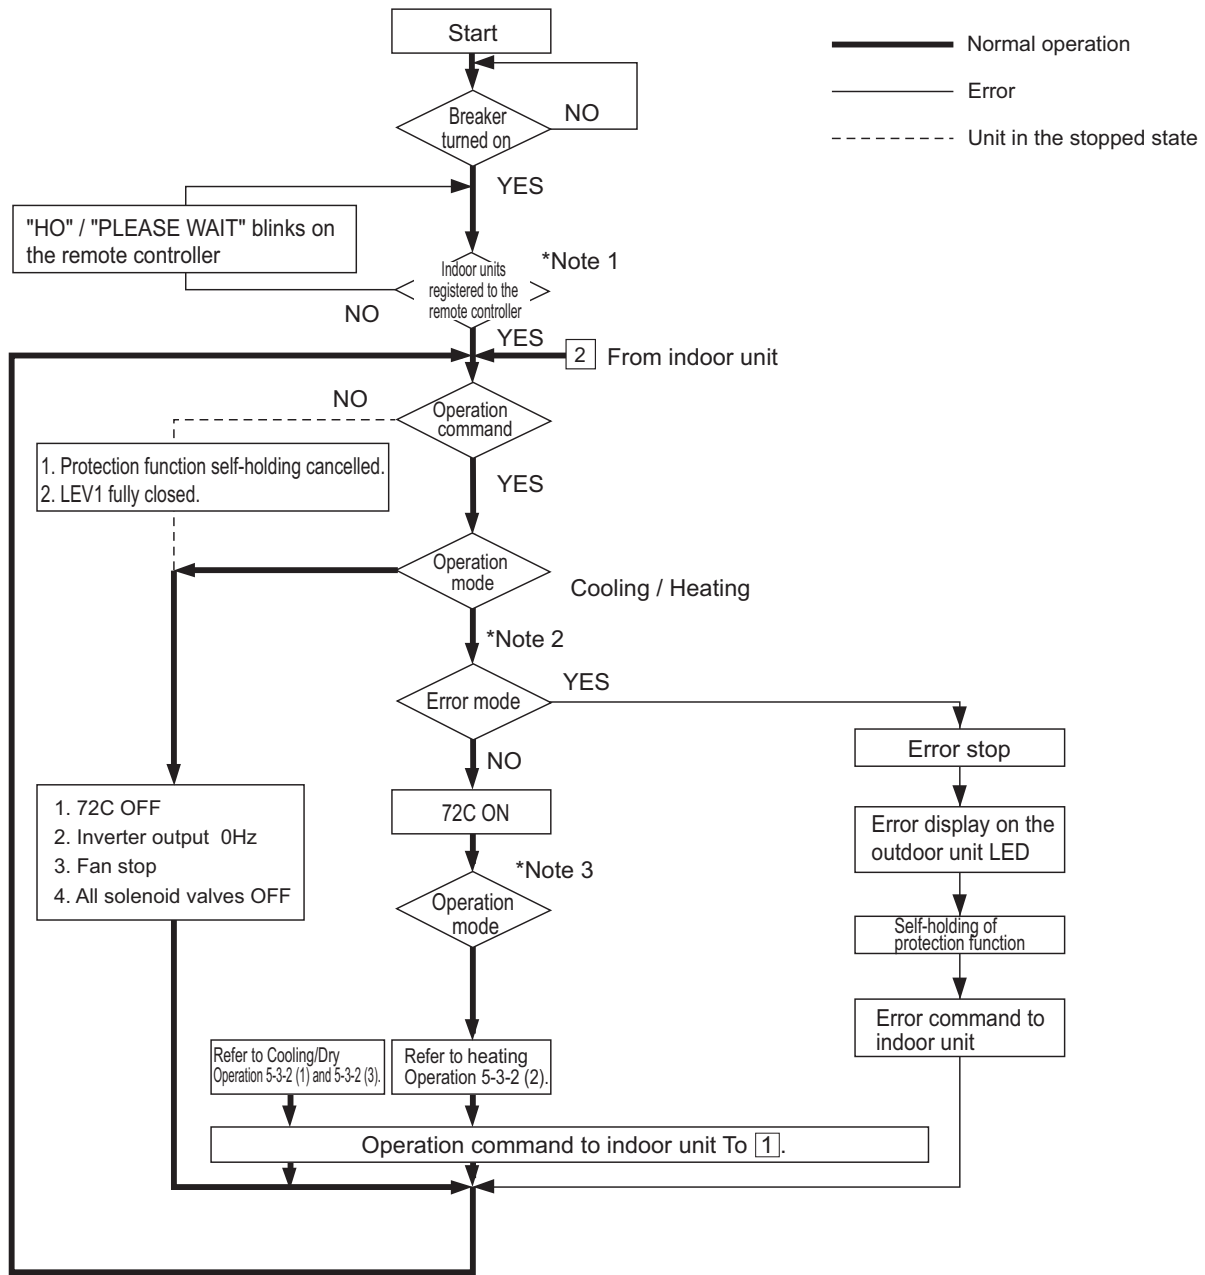 Start
Normal operation
Error
Unit in the stopped state
Breaker
turned on
NO
YES
"HO" / "PLEASE WAIT" blinks on
the remote controller
*Note 1
Indoor units
registered to the
remote controller
NO
YES
2 From indoor unit
NO
Operation
command
1. Protection function self-holding cancelled.
2. LEV1 fully closed.
YES
Operation
mode
Cooling / Heating
*Note 2
Error mode
YES
NO
Error stop
72C ON
1. 72C OFF
2. Inverter output 0Hz
3. Fan stop
4. All solenoid valves OFF
Error display on the
outdoor unit LED
*Note 3
Operation
mode
Self-holding of
protection function
Error command to
indoor unit
Refer to Cooling/Dry
Operation 5-3-2 (1) and 5-3-2 (3).
Refer to heating
Operation 5-3-2 (2).
Operation command to indoor unit To 1.